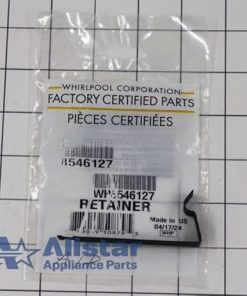 WHIRLPOOL CORPORATION
FACTORY CERTIFIED PARTS
PIÈCES CERTIFIÉES
8546127
WP8546127
RETAINER
Made in US
04/17/24
WHP
Allstar
Appliance Parts